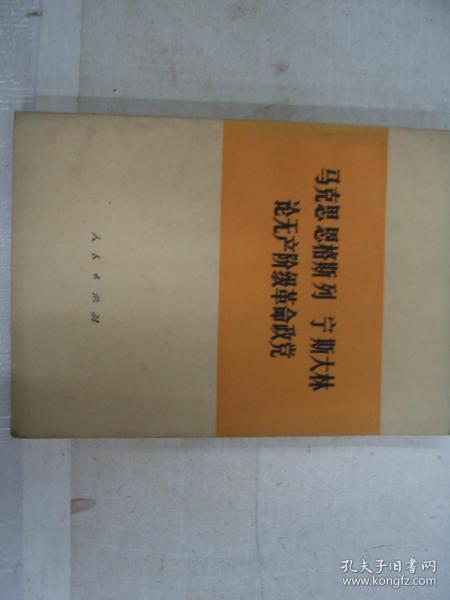 马克思 恩格斯 列 宁 斯大林
论无产阶级革命政党
人民出版社
孔夫子旧书网
www.kongfz.com